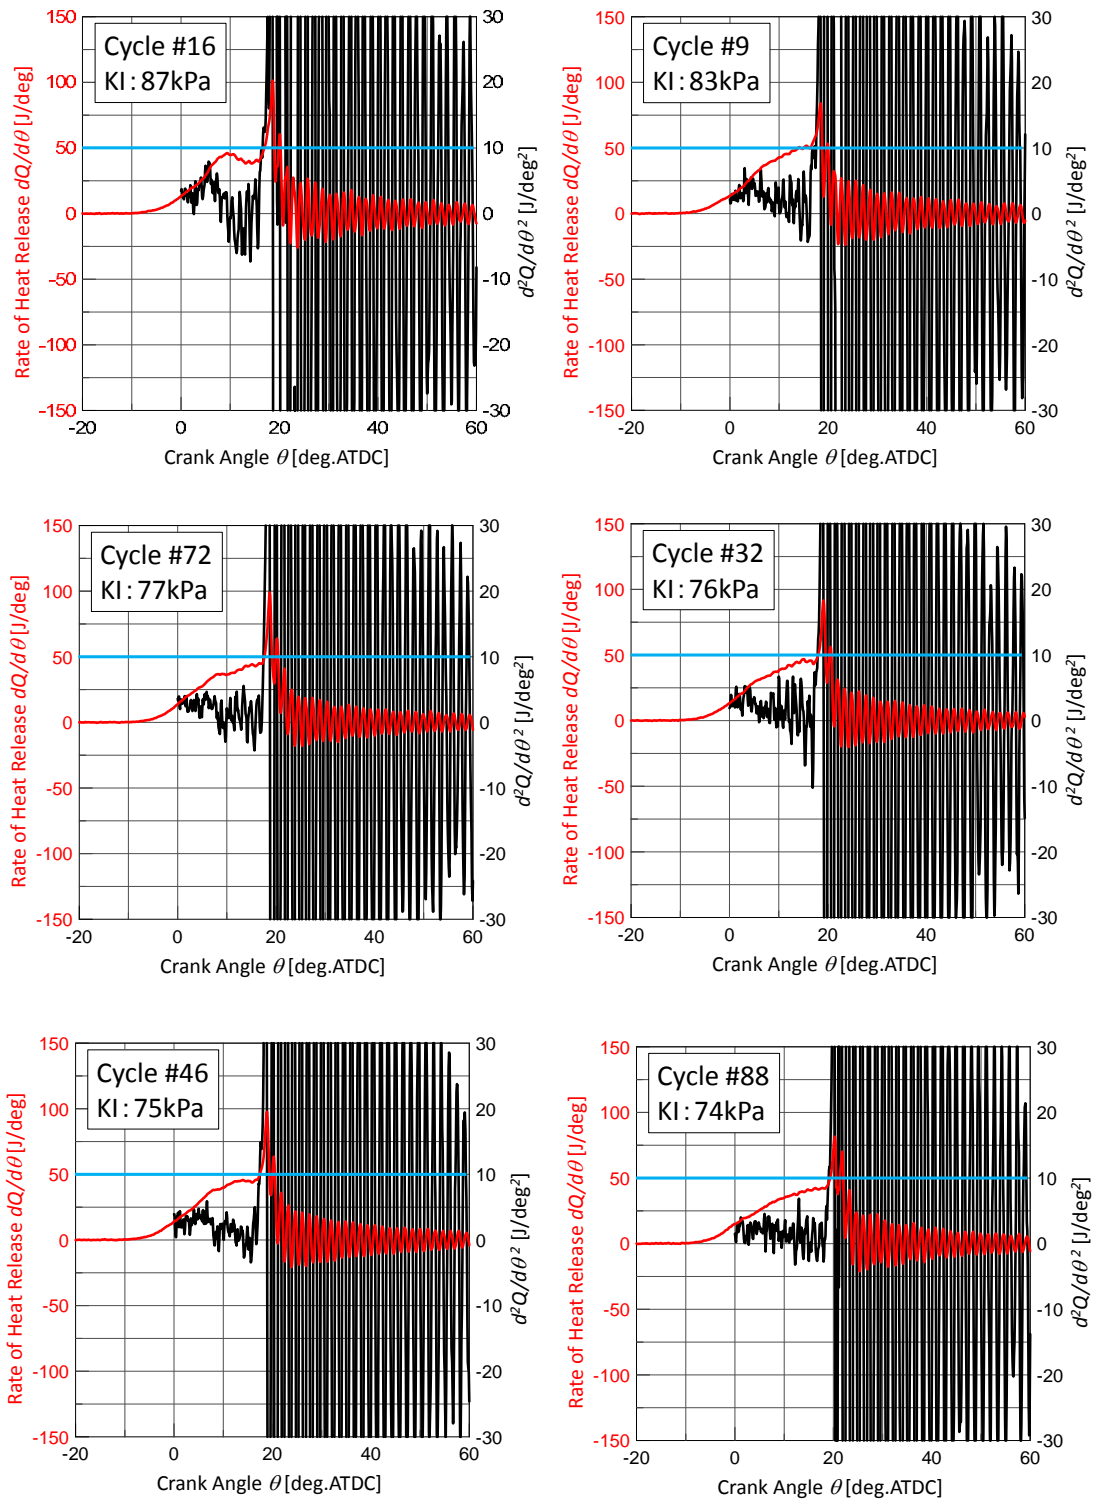 Cycle #16
KI : 87kPa
150
100
50
0
-50
-100
-150
30
20
10
0
-10
-20
-30
-20 0 20 40 60
Rate of Heat Release dQ/dθ [J/deg]
d²Q/dθ² [J/deg²]
Crank Angle θ [deg.ATDC]
Cycle #9
KI : 83kPa
150
100
50
0
-50
-100
-150
30
20
10
0
-10
-20
-30
-20 0 20 40 60
Rate of Heat Release dQ/dθ [J/deg]
d²Q/dθ² [J/deg²]
Crank Angle θ [deg.ATDC]
Cycle #72
KI : 77kPa
150
100
50
0
-50
-100
-150
30
20
10
0
-10
-20
-30
-20 0 20 40 60
Rate of Heat Release dQ/dθ [J/deg]
d²Q/dθ² [J/deg²]
Crank Angle θ [deg.ATDC]
Cycle #32
KI : 76kPa
150
100
50
0
-50
-100
-150
30
20
10
0
-10
-20
-30
-20 0 20 40 60
Rate of Heat Release dQ/dθ [J/deg]
d²Q/dθ² [J/deg²]
Crank Angle θ [deg.ATDC]
Cycle #46
KI : 75kPa
150
100
50
0
-50
-100
-150
30
20
10
0
-10
-20
-30
-20 0 20 40 60
Rate of Heat Release dQ/dθ [J/deg]
d²Q/dθ² [J/deg²]
Crank Angle θ [deg.ATDC]
Cycle #88
KI : 74kPa
150
100
50
0
-50
-100
-150
30
20
10
0
-10
-20
-30
-20 0 20 40 60
Rate of Heat Release dQ/dθ [J/deg]
d²Q/dθ² [J/deg²]
Crank Angle θ [deg.ATDC]